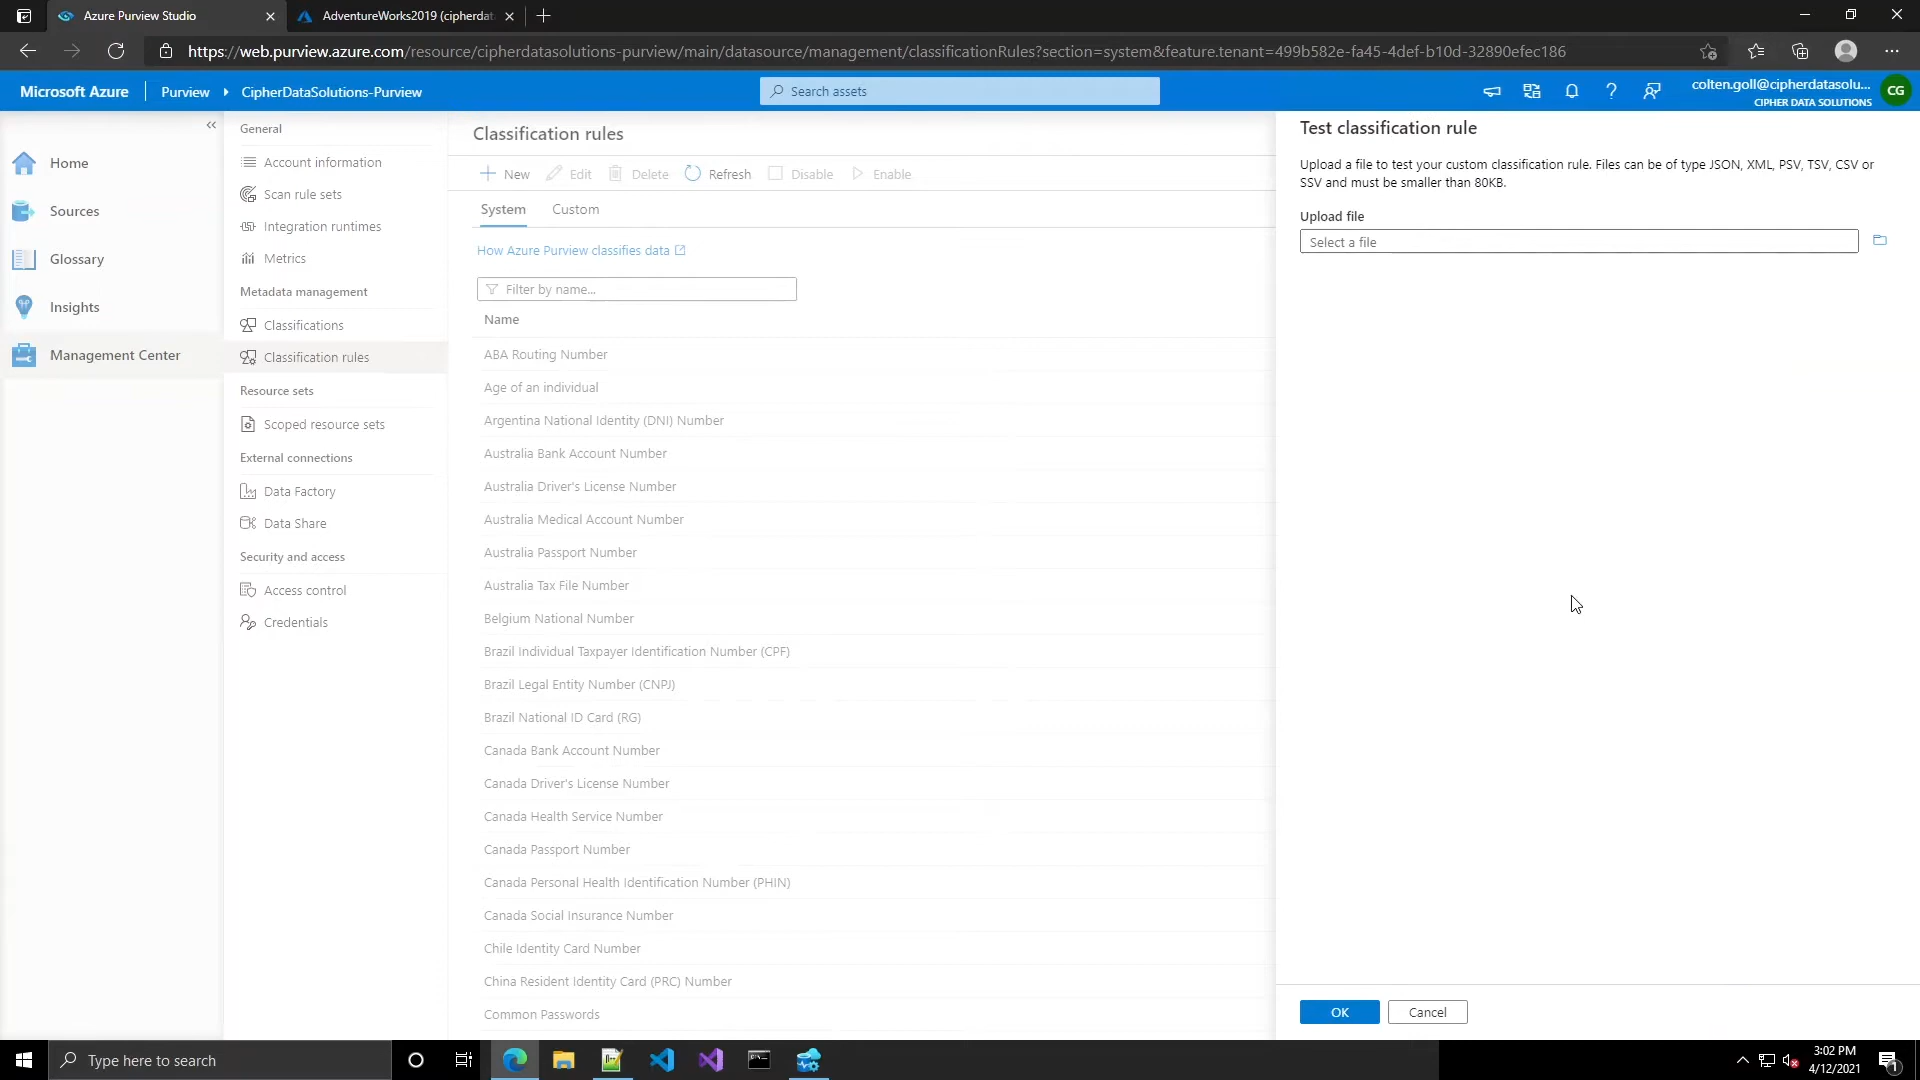 Azure Purview Studio
AdventureWorks2019 (cipherdat
https://web.purview.azure.com/resource/cipherdatasolutions-purview/main/datasource/management/classificationRules?section=system&feature.tenant=499b582e-fa45-4def-b10d-32890efec186
Microsoft Azure
Purview
CipherDataSolutions-Purview
Search assets
colten.goll@cipherdatasolu...
CIPHER DATA SOLUTIONS
CG
Home
Sources
Glossary
Insights
Management Center
General
Account information
Scan rule sets
Integration runtimes
Metrics
Metadata management
Classifications
Classification rules
Resource sets
Scoped resource sets
External connections
Data Factory
Data Share
Security and access
Access control
Credentials
Classification rules
New Edit Delete Refresh Disable Enable
System Custom
How Azure Purview classifies data
Filter by name...
Name
ABA Routing Number
Age of an individual
Argentina National Identity (DNI) Number
Australia Bank Account Number
Australia Driver's License Number
Australia Medical Account Number
Australia Passport Number
Australia Tax File Number
Belgium National Number
Brazil Individual Taxpayer Identification Number (CPF)
Brazil Legal Entity Number (CNPJ)
Brazil National ID Card (RG)
Canada Bank Account Number
Canada Driver's License Number
Canada Health Service Number
Canada Passport Number
Canada Personal Health Identification Number (PHIN)
Canada Social Insurance Number
Chile Identity Card Number
China Resident Identity Card (PRC) Number
Common Passwords
Test classification rule
Upload a file to test your custom classification rule. Files can be of type JSON, XML, PSV, TSV, CSV or
SSV and must be smaller than 80KB.
Upload file
Select a file
OK Cancel
Type here to search
3:02 PM
4/12/2021
1